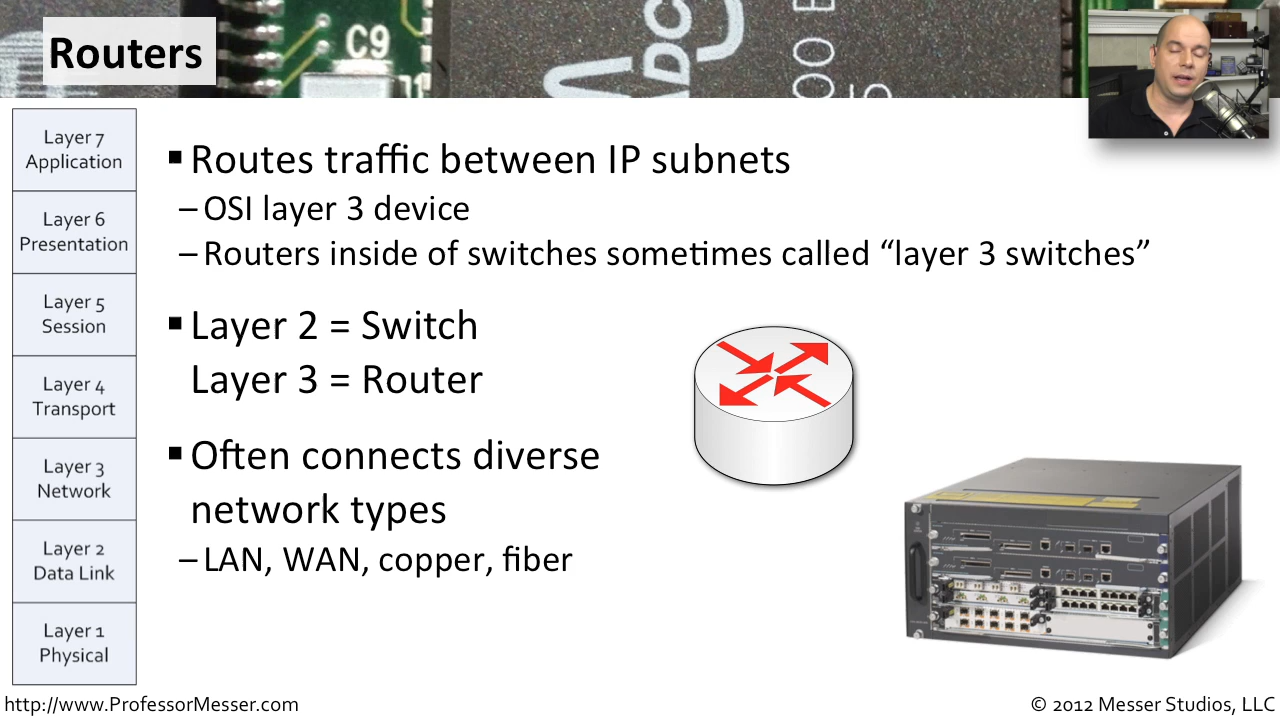 Routers
C9
ADC
Layer 7
Application
Layer 6
Presentation
Layer 5
Session
Layer 4
Transport
Layer 3
Network
Layer 2
Data Link
Layer 1
Physical
▪ Routes traffic between IP subnets
– OSI layer 3 device
– Routers inside of switches sometimes called “layer 3 switches”
▪ Layer 2 = Switch
Layer 3 = Router
▪ Often connects diverse
network types
– LAN, WAN, copper, fiber
http://www.ProfessorMesser.com
© 2012 Messer Studios, LLC